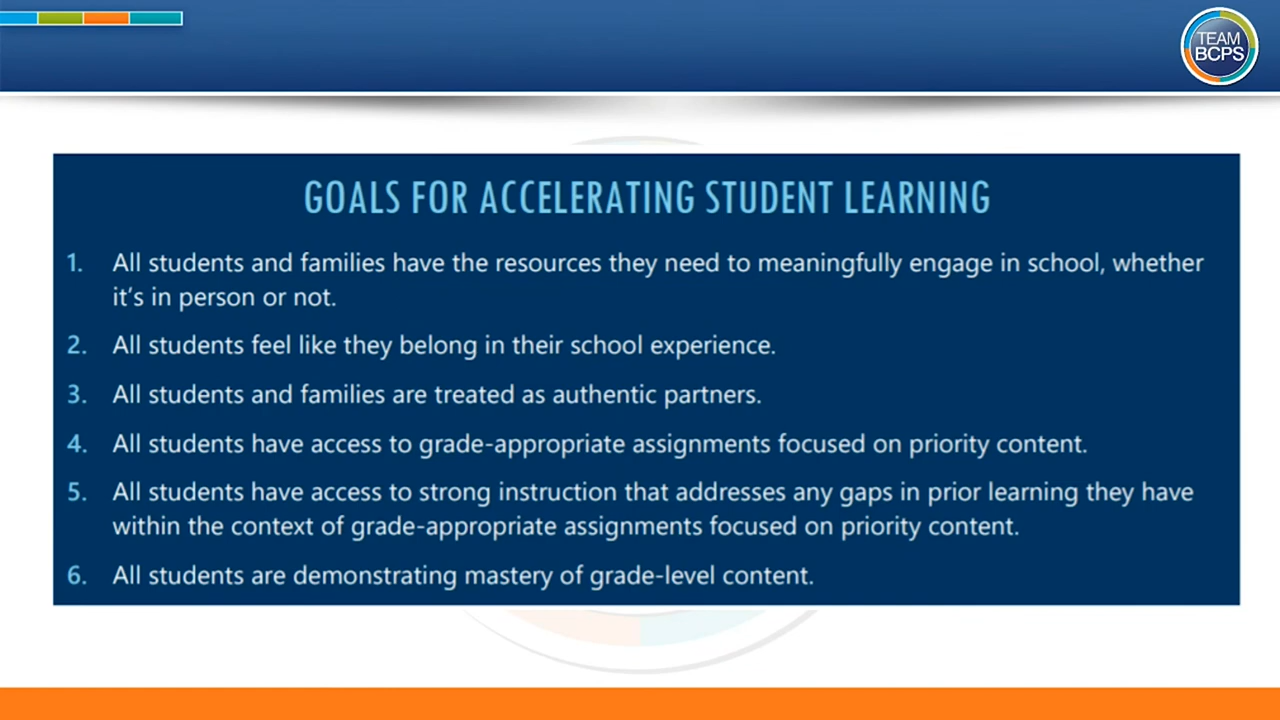 TEAM
BCPS
GOALS FOR ACCELERATING STUDENT LEARNING
1. All students and families have the resources they need to meaningfully engage in school, whether
it's in person or not.
2. All students feel like they belong in their school experience.
3. All students and families are treated as authentic partners.
4. All students have access to grade-appropriate assignments focused on priority content.
5. All students have access to strong instruction that addresses any gaps in prior learning they have
within the context of grade-appropriate assignments focused on priority content.
6. All students are demonstrating mastery of grade-level content.